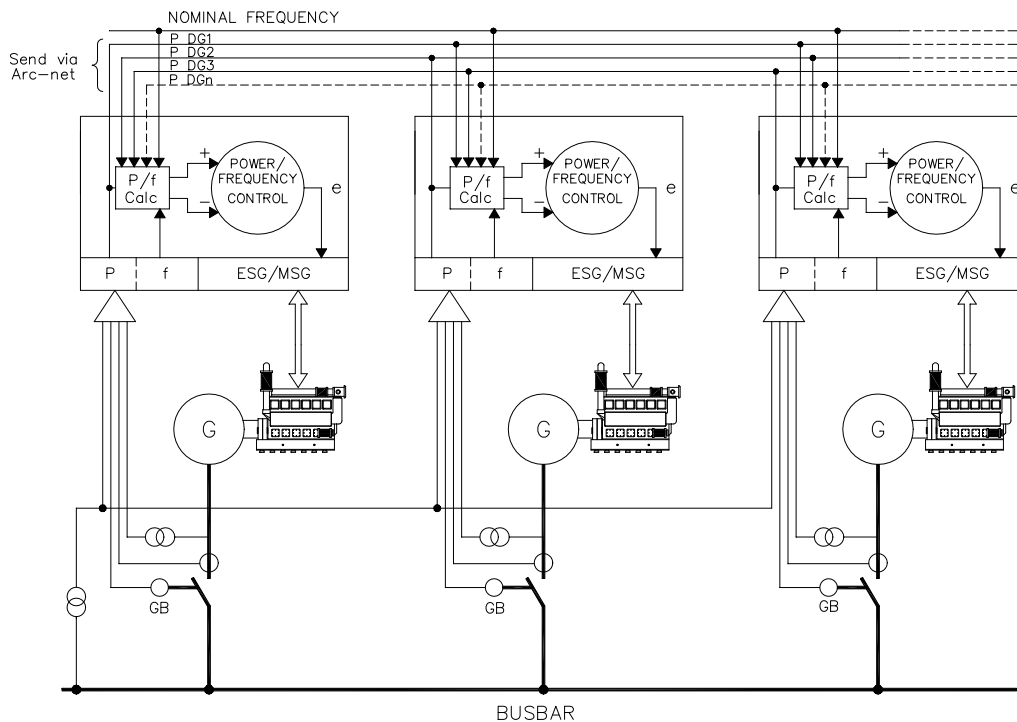 NOMINAL FREQUENCY
P DG1
P DG2
P DG3
P DGn
Send via
Arc-net
P/f
Calc
+
−
POWER/
FREQUENCY
CONTROL
e
P/f
Calc
+
−
POWER/
FREQUENCY
CONTROL
e
P/f
Calc
+
−
POWER/
FREQUENCY
CONTROL
e
P f ESG/MSG
P f ESG/MSG
P f ESG/MSG
G
G
G
GB
GB
GB
BUSBAR